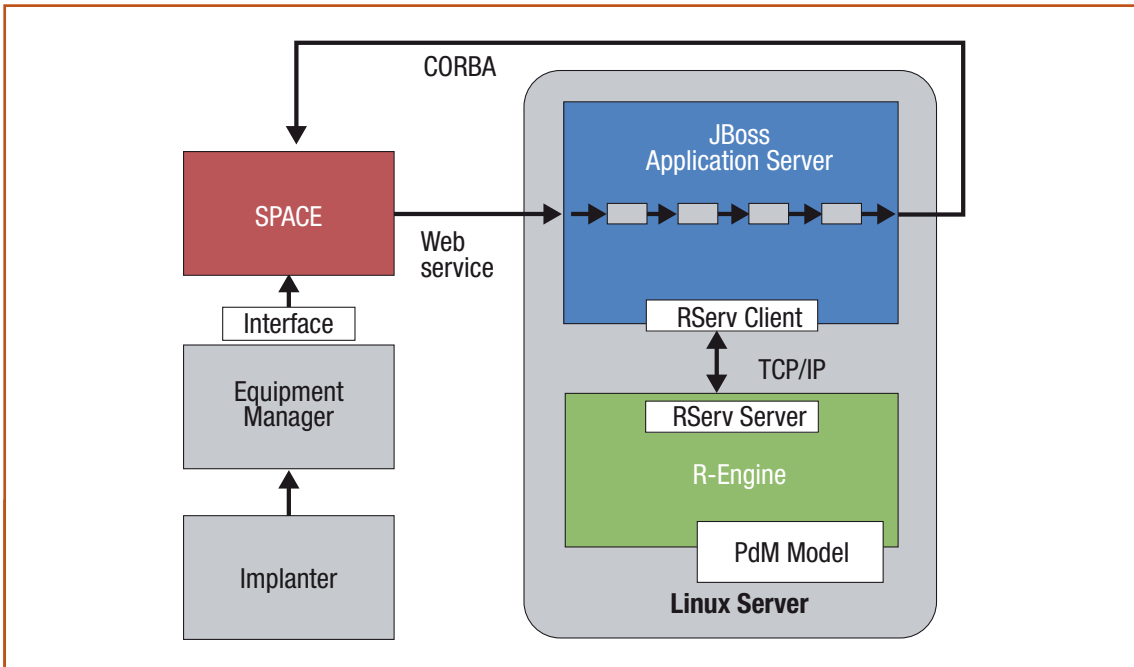 CORBA
JBoss
Application Server
SPACE
Web
service
Interface
RServ Client
TCP/IP
Equipment
Manager
RServ Server
R-Engine
Implanter
PdM Model
Linux Server